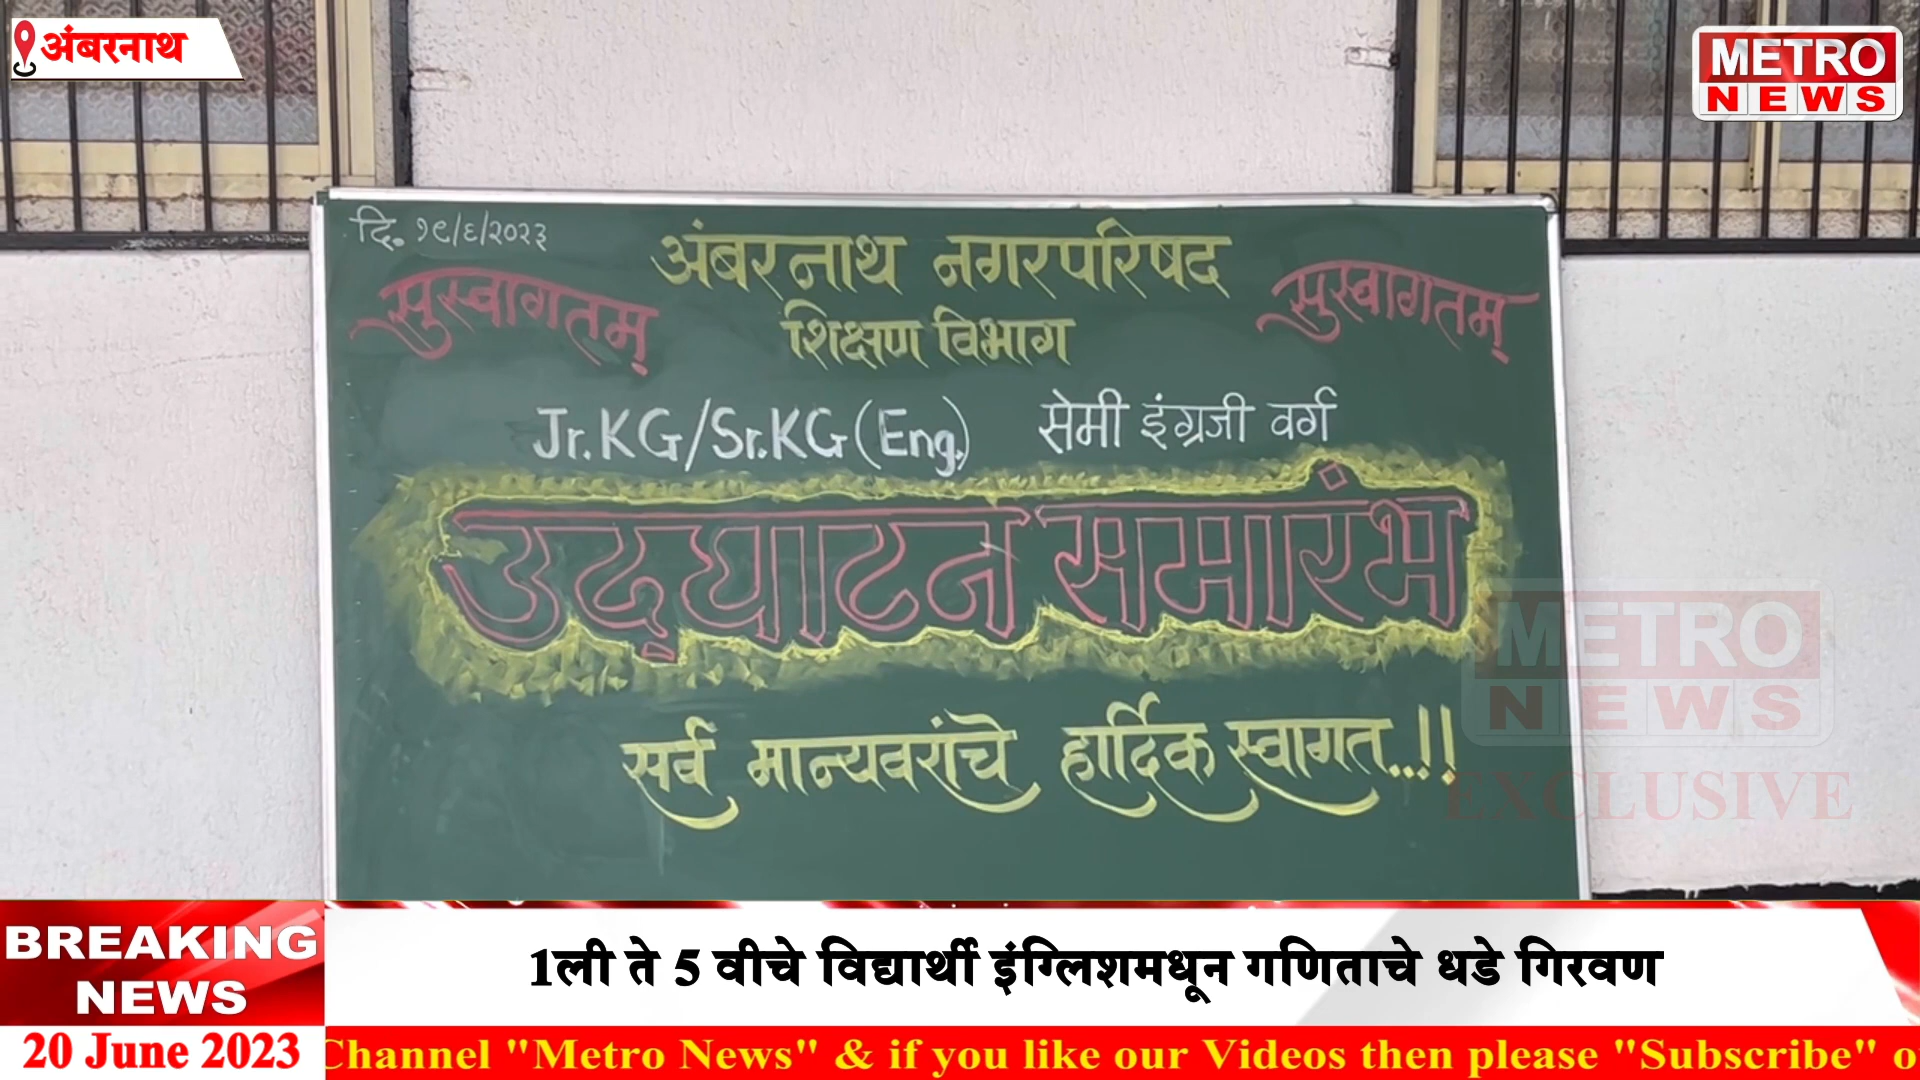 अंबरनाथ
METRO
NEWS
दि. १९/६/२०२३
अंबरनाथ नगरपरिषद
सुस्वागतम्
सुस्वागतम्
शिक्षण विभाग
Jr.KG/Sr.KG (Eng.) सेमी इंग्रजी वर्ग
उद्घाटन समारंभ
METRO
NEWS
सर्व मान्यवरांचे हार्दिक स्वागत..!!
EXCLUSIVE
BREAKING
NEWS
1ली ते 5 वीचे विद्यार्थी इंग्लिशमधून गणिताचे धडे गिरवण
20 June 2023
Channel "Metro News" & if you like our Videos then please "Subscribe" o